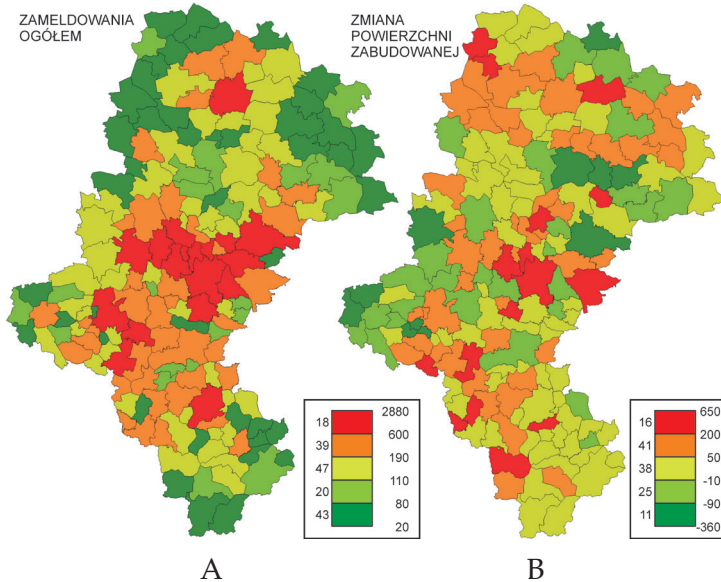 ZAMELDOWANIA
OGÓŁEM
ZMIANA
POWIERZCHNI
ZABUDOWANEJ
18 2880
39 600
47 190
20 110
43 80
20
16 650
41 200
38 50
25 -10
11 -90
-360
A B